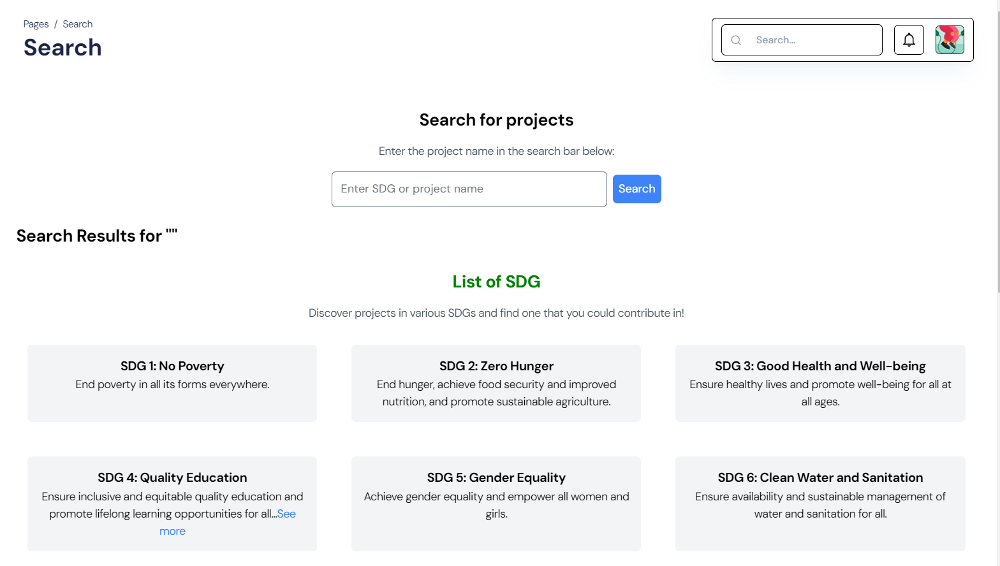 Pages / Search
Search
Search...
Search for projects
Enter the project name in the search bar below:
Enter SDG or project name
Search
Search Results for ""
List of SDG
Discover projects in various SDGs and find one that you could contribute in!
SDG 1: No Poverty
End poverty in all its forms everywhere.
SDG 2: Zero Hunger
End hunger, achieve food security and improved
nutrition, and promote sustainable agriculture.
SDG 3: Good Health and Well-being
Ensure healthy lives and promote well-being for all at
all ages.
SDG 4: Quality Education
Ensure inclusive and equitable quality education and
promote lifelong learning opportunities for all...See
more
SDG 5: Gender Equality
Achieve gender equality and empower all women and
girls.
SDG 6: Clean Water and Sanitation
Ensure availability and sustainable management of
water and sanitation for all.